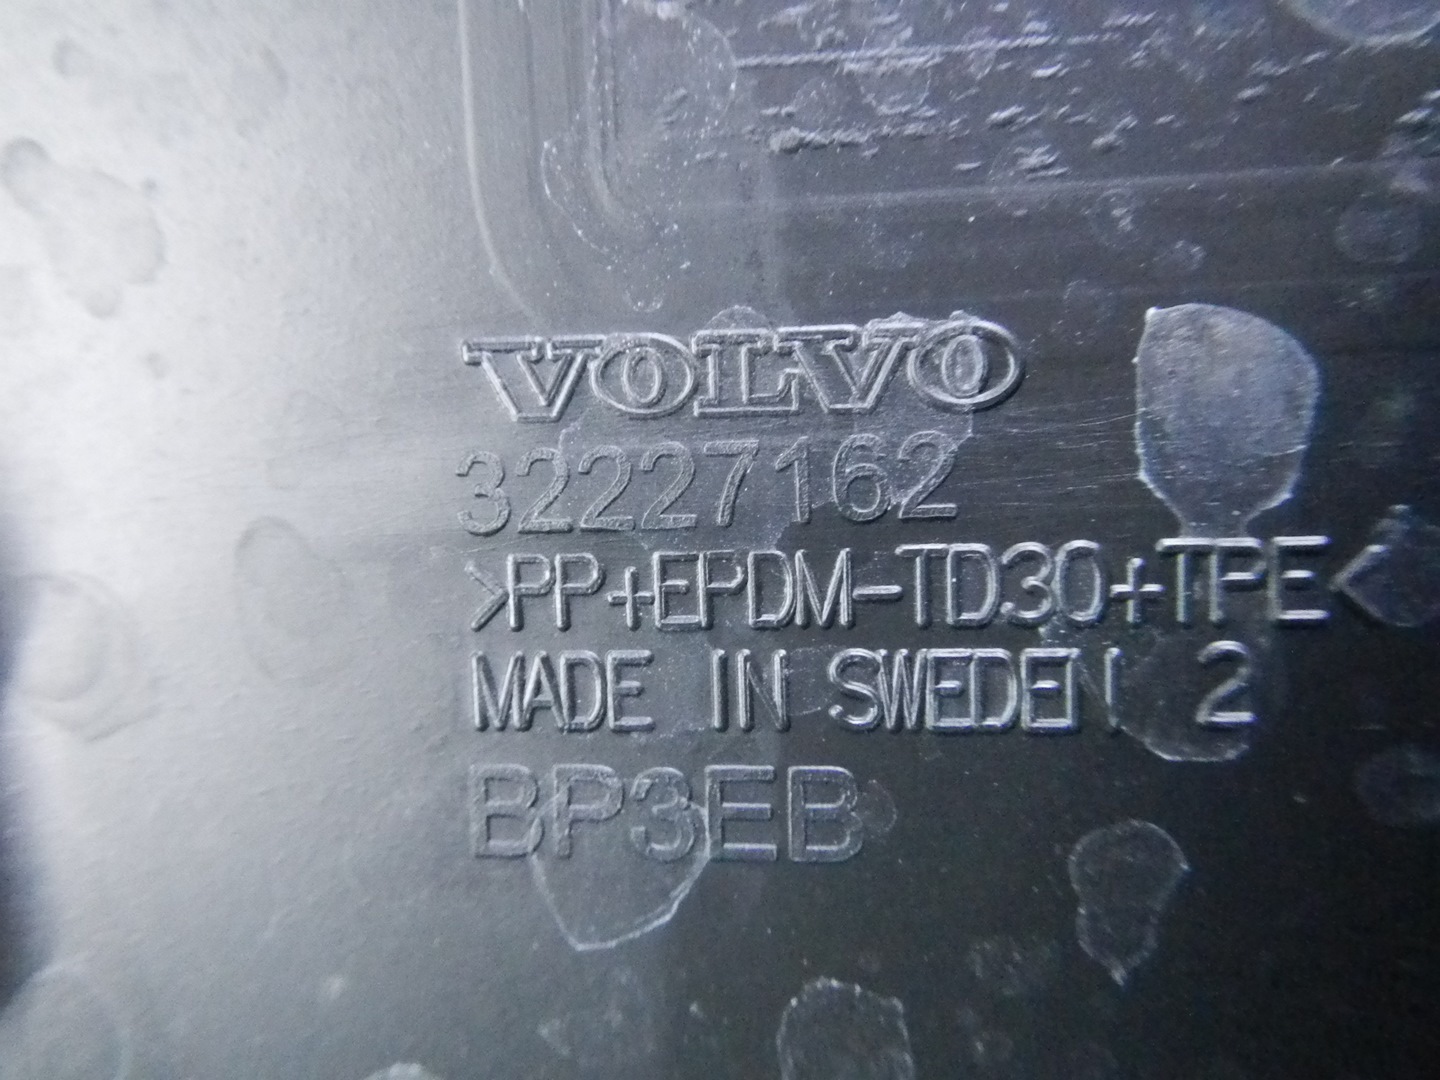 VOLVO
32227162
>PP+EPDM-TD30+TPE<
MADE IN SWEDEN 2
BP3EB